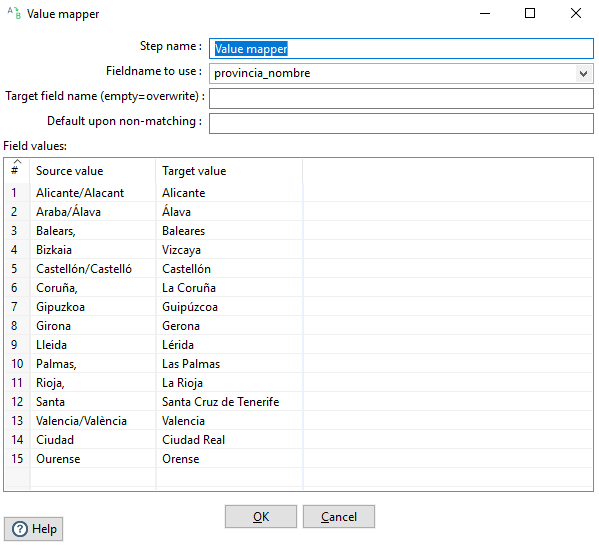 Value mapper
Step name : Value mapper
Fieldname to use : provincia_nombre
Target field name (empty=overwrite) :
Default upon non-matching :
Field values:
# Source value Target value
1 Alicante/Alacant Alicante
2 Araba/Álava Álava
3 Balears, Baleares
4 Bizkaia Vizcaya
5 Castellón/Castelló Castellón
6 Coruña, La Coruña
7 Gipuzkoa Guipúzcoa
8 Girona Gerona
9 Lleida Lérida
10 Palmas, Las Palmas
11 Rioja, La Rioja
12 Santa Santa Cruz de Tenerife
13 Valencia/València Valencia
14 Ciudad Ciudad Real
15 Ourense Orense
OK Cancel
Help